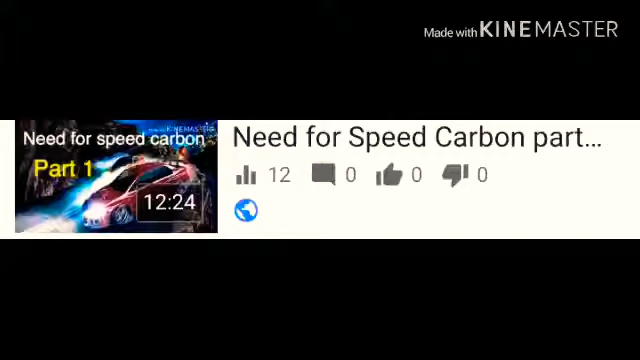 Made with KINEMASTER
KINEMASTER
Need for speed carbon
Part 1
12:24
Need for Speed Carbon part...
12 0 0 0